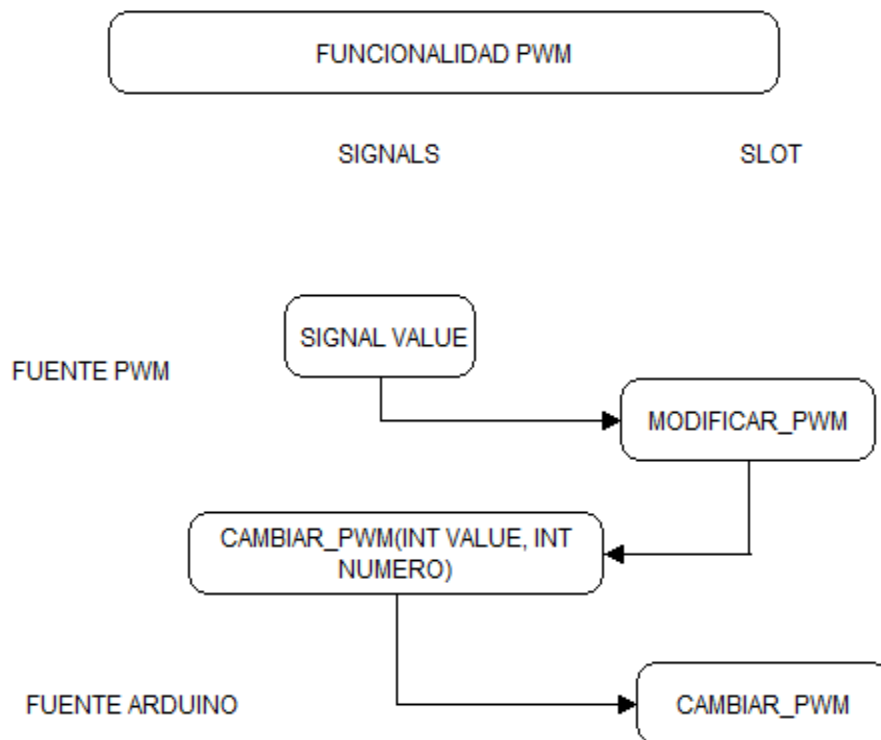 FUNCIONALIDAD PWM
SIGNALS
SLOT
SIGNAL VALUE
FUENTE PWM
MODIFICAR_PWM
CAMBIAR_PWM(INT VALUE, INT
NUMERO)
FUENTE ARDUINO
CAMBIAR_PWM